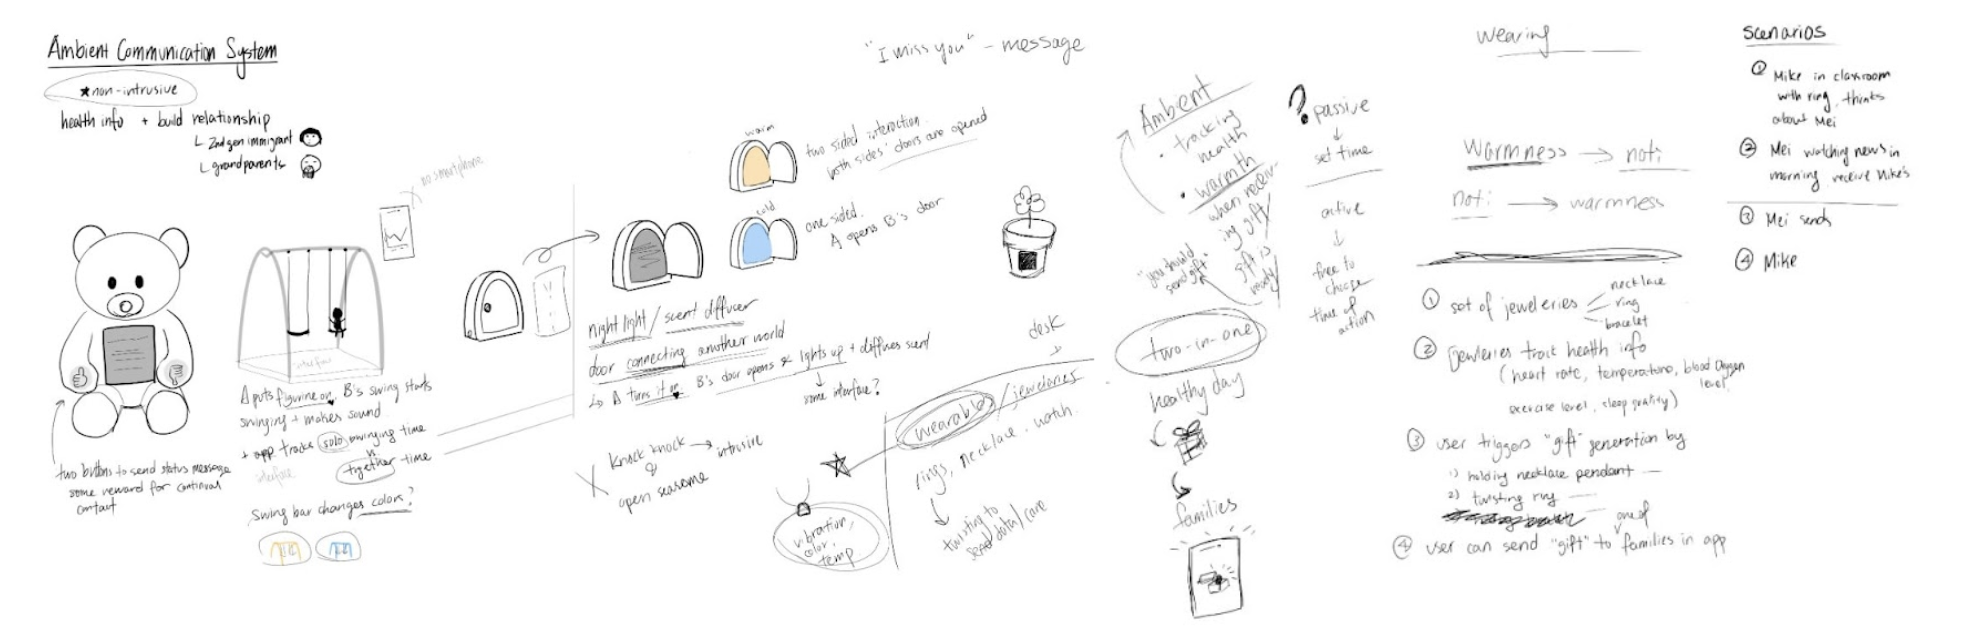 Ambient Communication System
★non-intrusive
health info + build relationship
2nd gen immigrant
grandparents
no smartphone
two buttons to send status message
some reward for continual
contact
interface
A puts figurine on, B's swing starts
swinging + makes sound
+ app tracks solo swinging time
vs
together time
interface
swing bar changes colors?
"I miss you" - message
warm
two sided interaction.
both sides' doors are opened
cold
one sided.
A opens B's door
night light / scent diffuser
door connecting another world
A turns it on B's door opens & lights up + diffuses scent
some interface?
X Knock knock → intrusive
&
open seasame
vibration,
color,
temp.
desk
wearables / jeweleries
rings, necklace, watch.
twisting to
send data/care
Ambient
• tracking
health
• warmth
when receiv-
ing gift/
gift is
ready
"you should
send gift"
two-in-one
healthy day
families
? passive
set time
active
free to
choose
time of
action
wearing
Warmness → noti
noti → warmness
① set of jeweleries
necklace
ring
bracelet
② jewleries track health info
(heart rate, temperature, blood oxygen
level
exercise level, sleep quality)
③ user triggers "gift" generation by
1) holding necklace pendant
2) twisting ring
one of
④ user can send "gift" to families in app
scenarios
① Mike in classroom
with ring, thinks
about Mei
② Mei watching news in
morning, receive Mike's
③ Mei sends
④ Mike